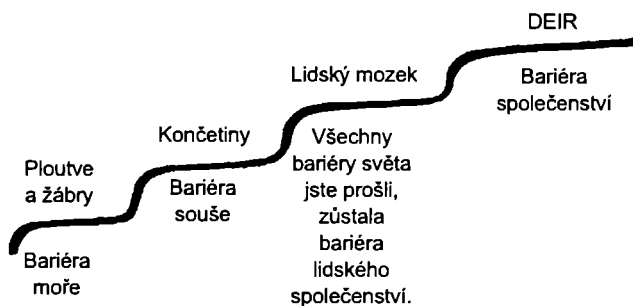 DEIR
Bariéra
společenství
Lidský mozek
Všechny
bariéry světa
jste prošli,
zůstala
bariéra
lidského
společenství.
Končetiny
Bariéra
souše
Ploutve
a žábry
Bariéra
moře